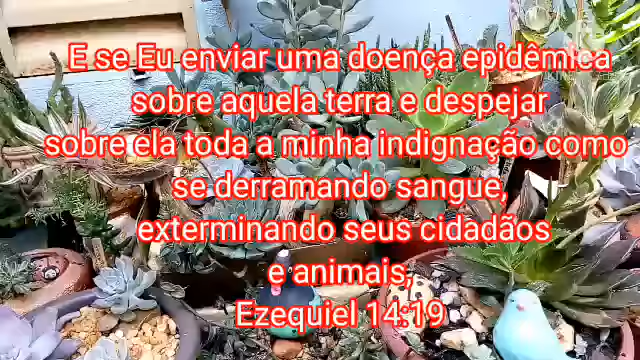 E se Eu enviar uma doença epidêmica
sobre aquela terra e despejar
sobre ela toda a minha indignação como
se derramando sangue,
exterminando seus cidadãos
e animais,
Ezequiel 14:19